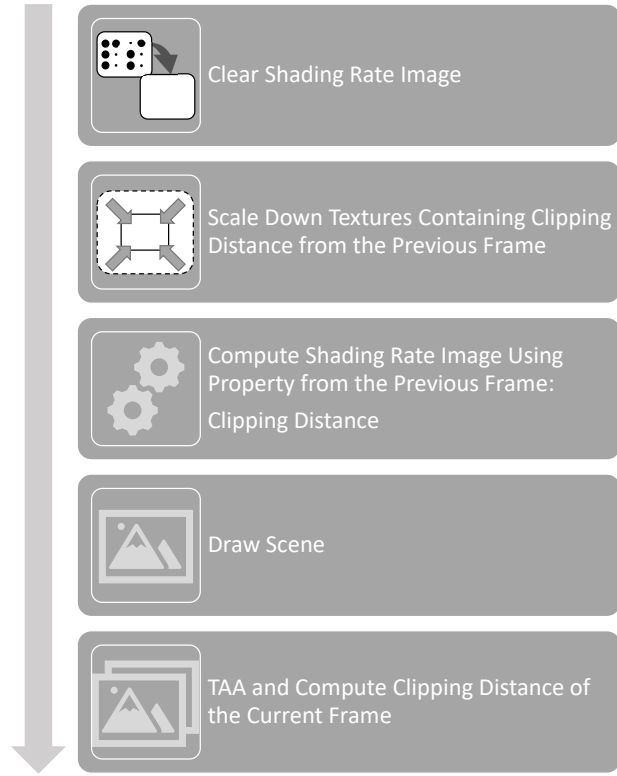 Clear Shading Rate Image
Scale Down Textures Containing Clipping
Distance from the Previous Frame
Compute Shading Rate Image Using
Property from the Previous Frame:
Clipping Distance
Draw Scene
TAA and Compute Clipping Distance of
the Current Frame